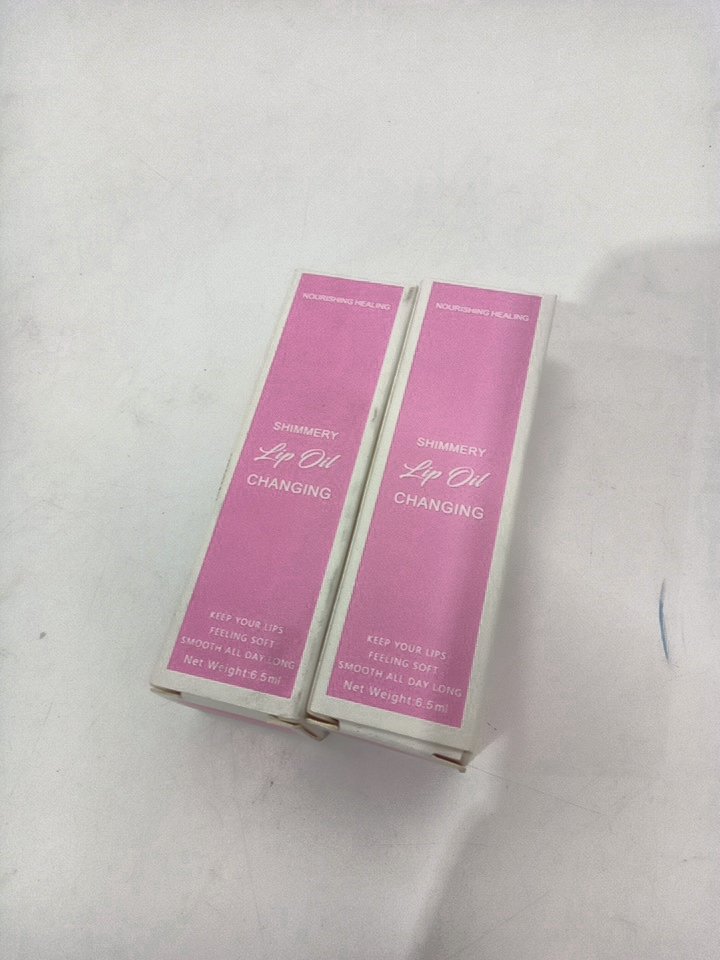 NOURISHING HEALING
SHIMMERY
Lip Oil
CHANGING
KEEP YOUR LIPS
FEELING SOFT
SMOOTH ALL DAY LONG
Net Weight:6.5ml
NOURISHING HEALING
SHIMMERY
Lip Oil
CHANGING
KEEP YOUR LIPS
FEELING SOFT
SMOOTH ALL DAY LONG
Net Weight:6.5ml